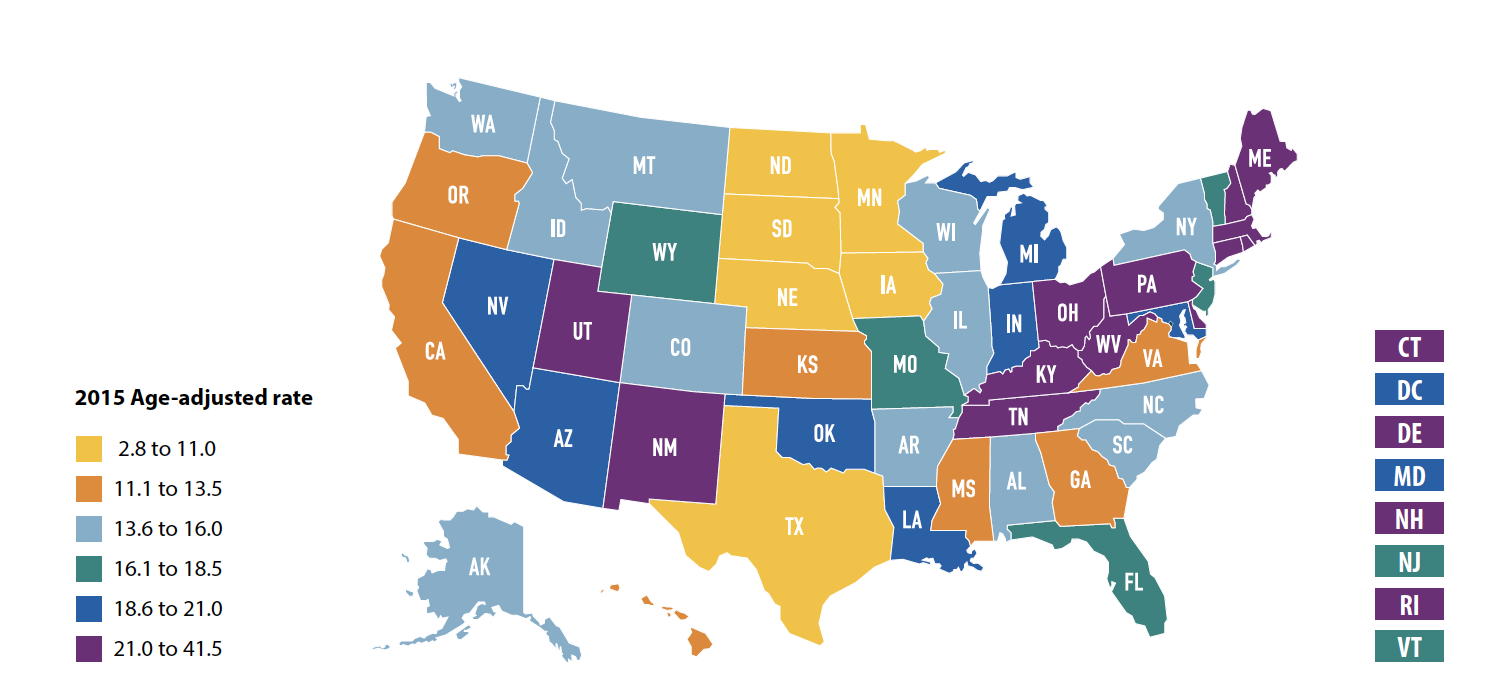 WA
MT
ME
ND
MN
OR
ID
SD
WI
NY
WY
MI
NE
IA
PA
NV
UT
CO
IL
IN
OH
CA
KS
MO
WV
VA
KY
CT
DC
2015 Age-adjusted rate
AZ
NM
OK
AR
TN
NC
SC
DE
2.8 to 11.0
MS
AL
GA
MD
11.1 to 13.5
TX
LA
NH
13.6 to 16.0
AK
FL
NJ
16.1 to 18.5
18.6 to 21.0
RI
21.0 to 41.5
VT